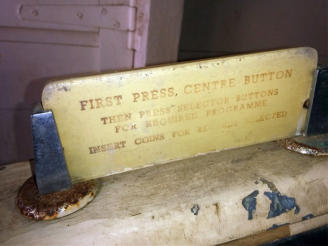 FIRST PRESS, CENTRE BUTTON
THEN PRESS SELECTOR BUTTONS
FOR REQUIRED PROGRAMME
INSERT COINS FOR